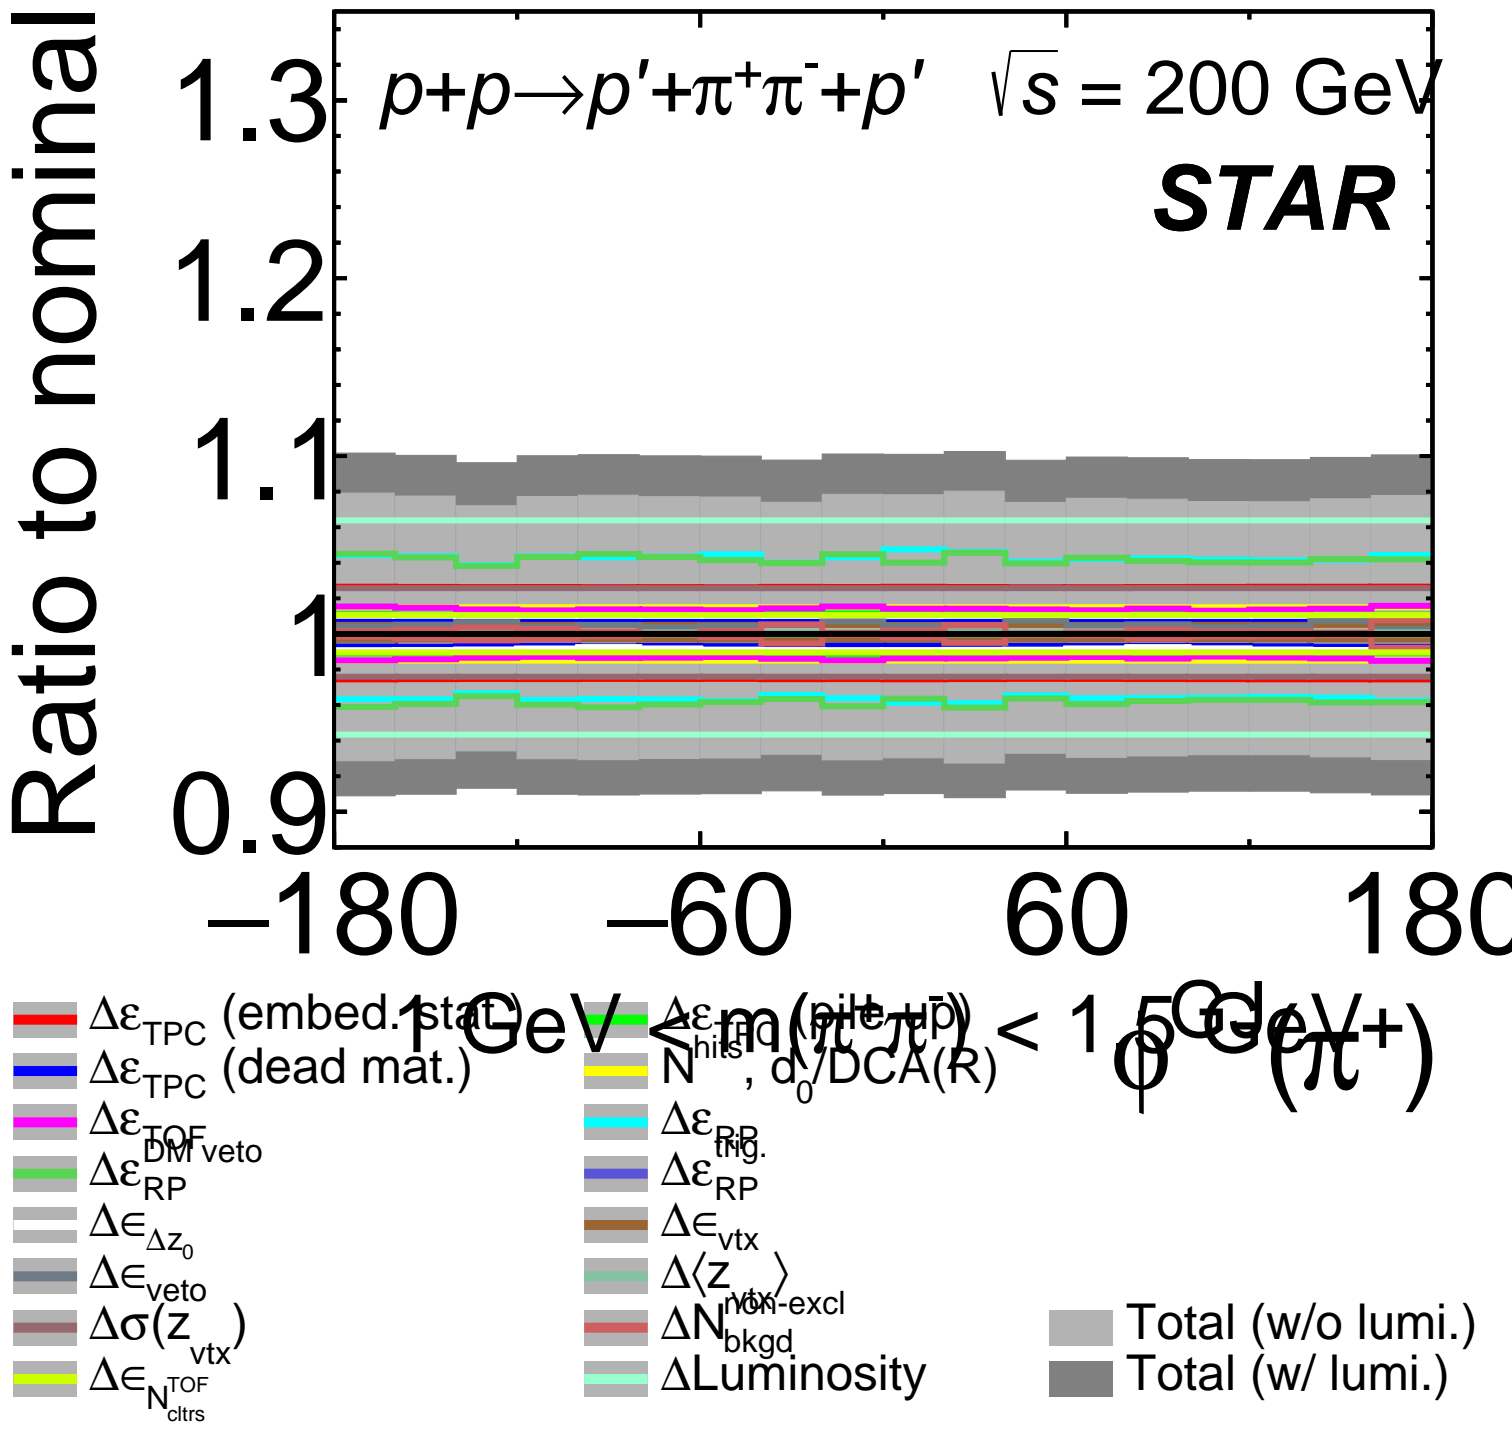 Ratio to nominal
p+p→p′+π⁺π⁻+p′ √s = 200 GeV
STAR
1.3
1.2
1.1
1
0.9
−180 −60 60 180
1 GeV < m(π⁺π⁻) < 1.5 GeV
ϕ^GJ (π⁺)
Δε_TPC (embed. stat.)
Δε_TPC (pile-up)
Δε_TPC (dead mat.)
N^hits, d₀/DCA(R)
Δε_TOF
Δε_RP
Δε_RP^DM veto
Δε_RP^trig.
Δ∈_Δz₀
Δ∈_vtx
Δ∈_veto
Δ⟨z_vtx⟩
Δσ(z_vtx)
ΔN_bkgd^non-excl
Total (w/o lumi.)
Δ∈_N_cltrs^TOF
ΔLuminosity
Total (w/ lumi.)